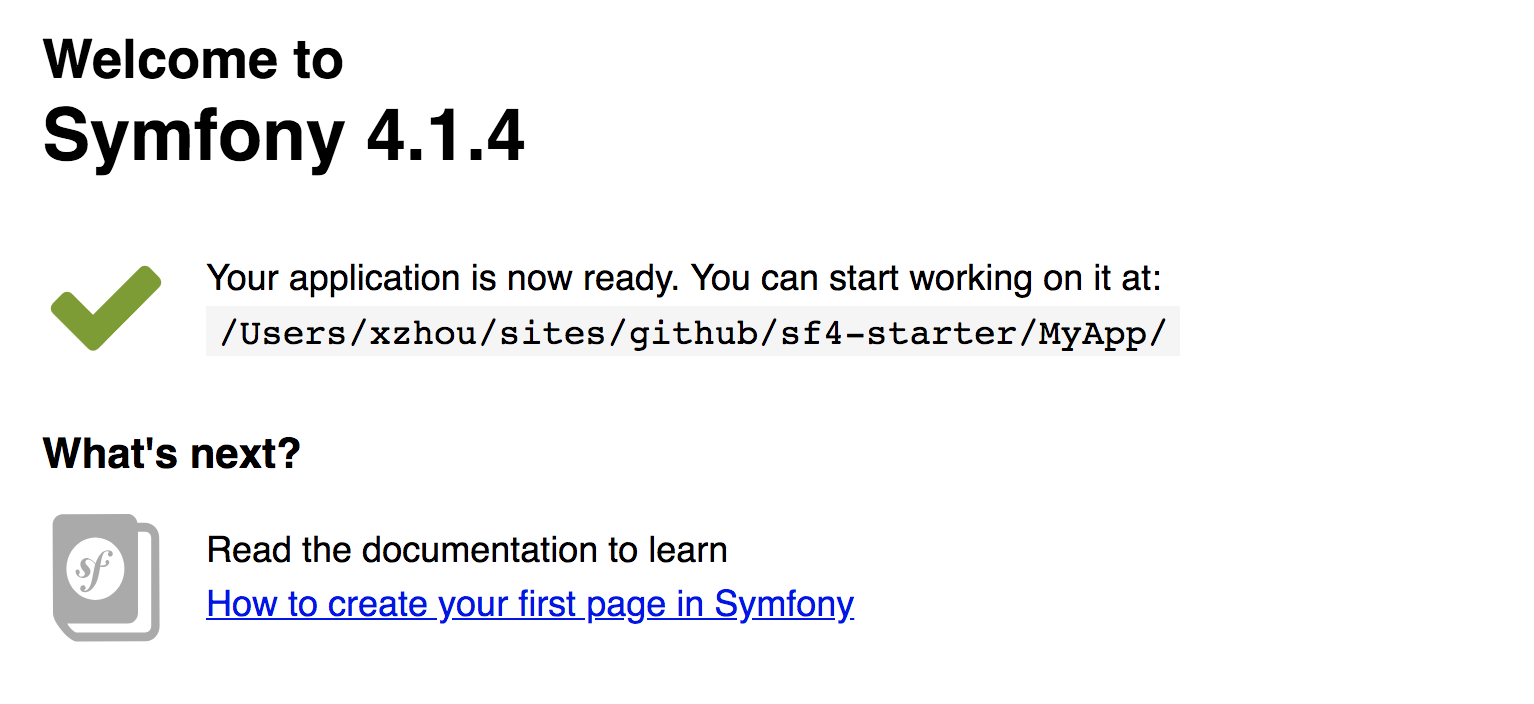 Welcome to
Symfony 4.1.4
Your application is now ready. You can start working on it at:
/Users/xzhou/sites/github/sf4-starter/MyApp/
What's next?
sf
Read the documentation to learn
How to create your first page in Symfony